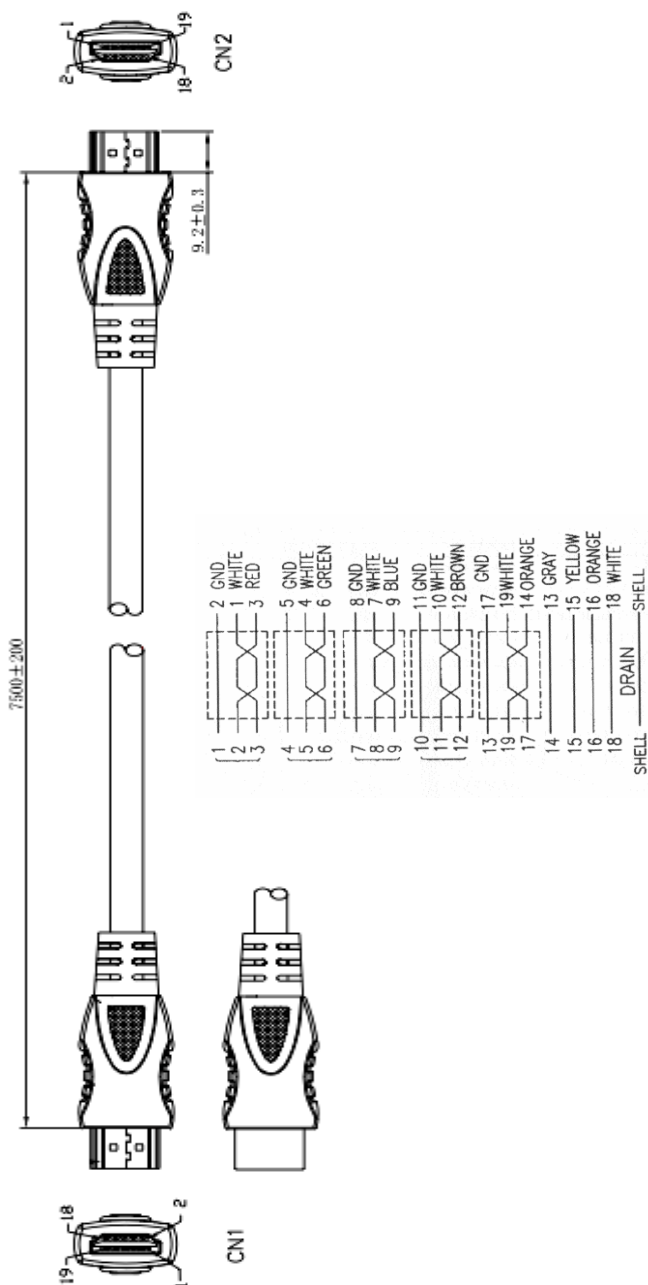 7500±200
19 18
1 2
CN1
2 1
18 19
CN2
9.2±0.3
1 2 GND
2 1 WHITE
3 3 RED
4 5 GND
5 4 WHITE
6 6 GREEN
7 8 GND
8 7 WHITE
9 9 BLUE
10 11 GND
11 10 WHITE
12 12 BROWN
13 17 GND
19 19 WHITE
17 14 ORANGE
14 13 GRAY
15 15 YELLOW
16 16 ORANGE
18 18 WHITE
SHELL DRAIN SHELL